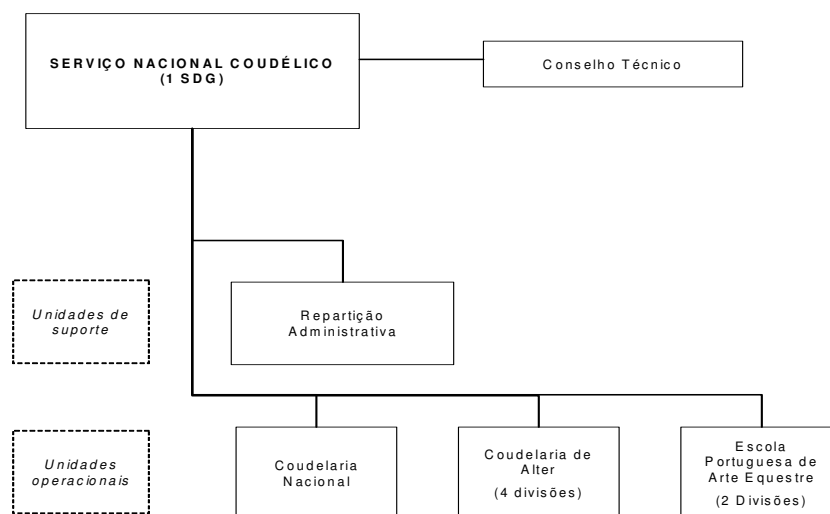 SERVIÇO NACIONAL COUDÉLICO
(1 SDG)
Conselho Técnico
Unidades de
suporte
Repartição
Administrativa
Unidades
operacionais
Coudelaria
Nacional
Coudelaria de
Alter
(4 divisões)
Escola
Portuguesa de
Arte Equestre
(2 Divisões)